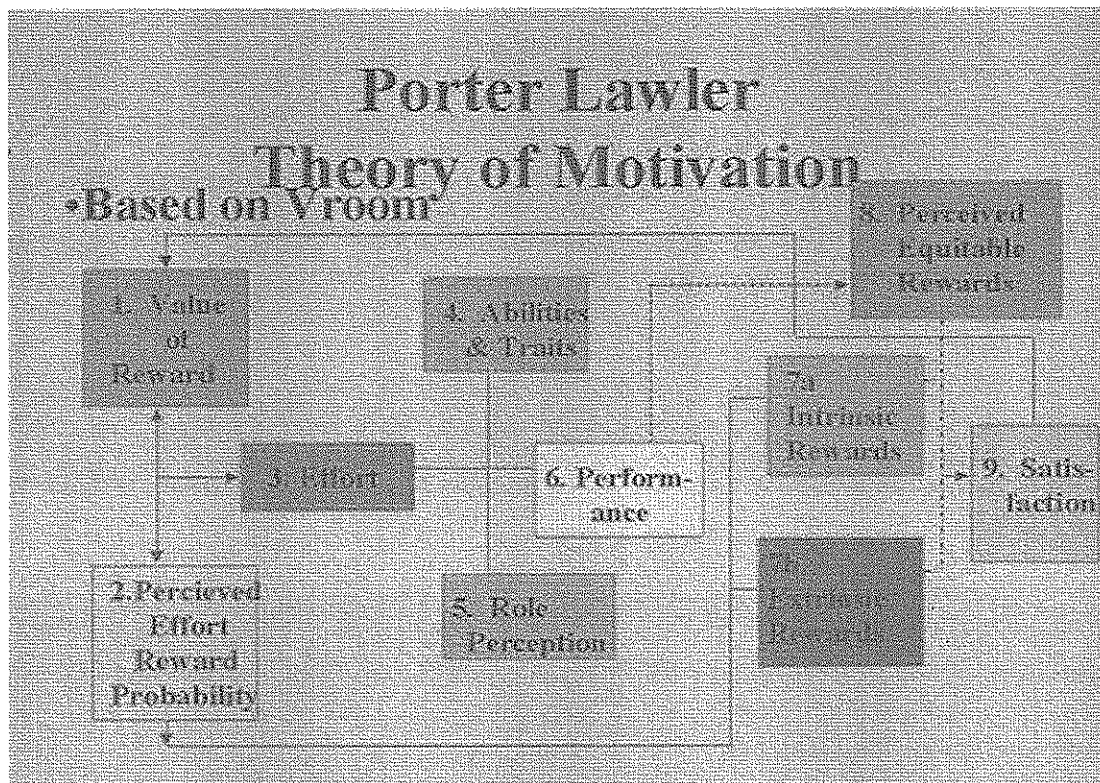 Porter Lawler
Theory of Motivation
•Based on Vroom
8. Perceived
Equitable
Rewards
1. Value
of
Reward
4. Abilities
& Traits
7a
Intrinsic
Rewards
3. Effort
6. Perform-
ance
9. Satis-
faction
2.Percieved
Effort
Reward
Probability
5. Role
Perception
Extrinsic
Rewards